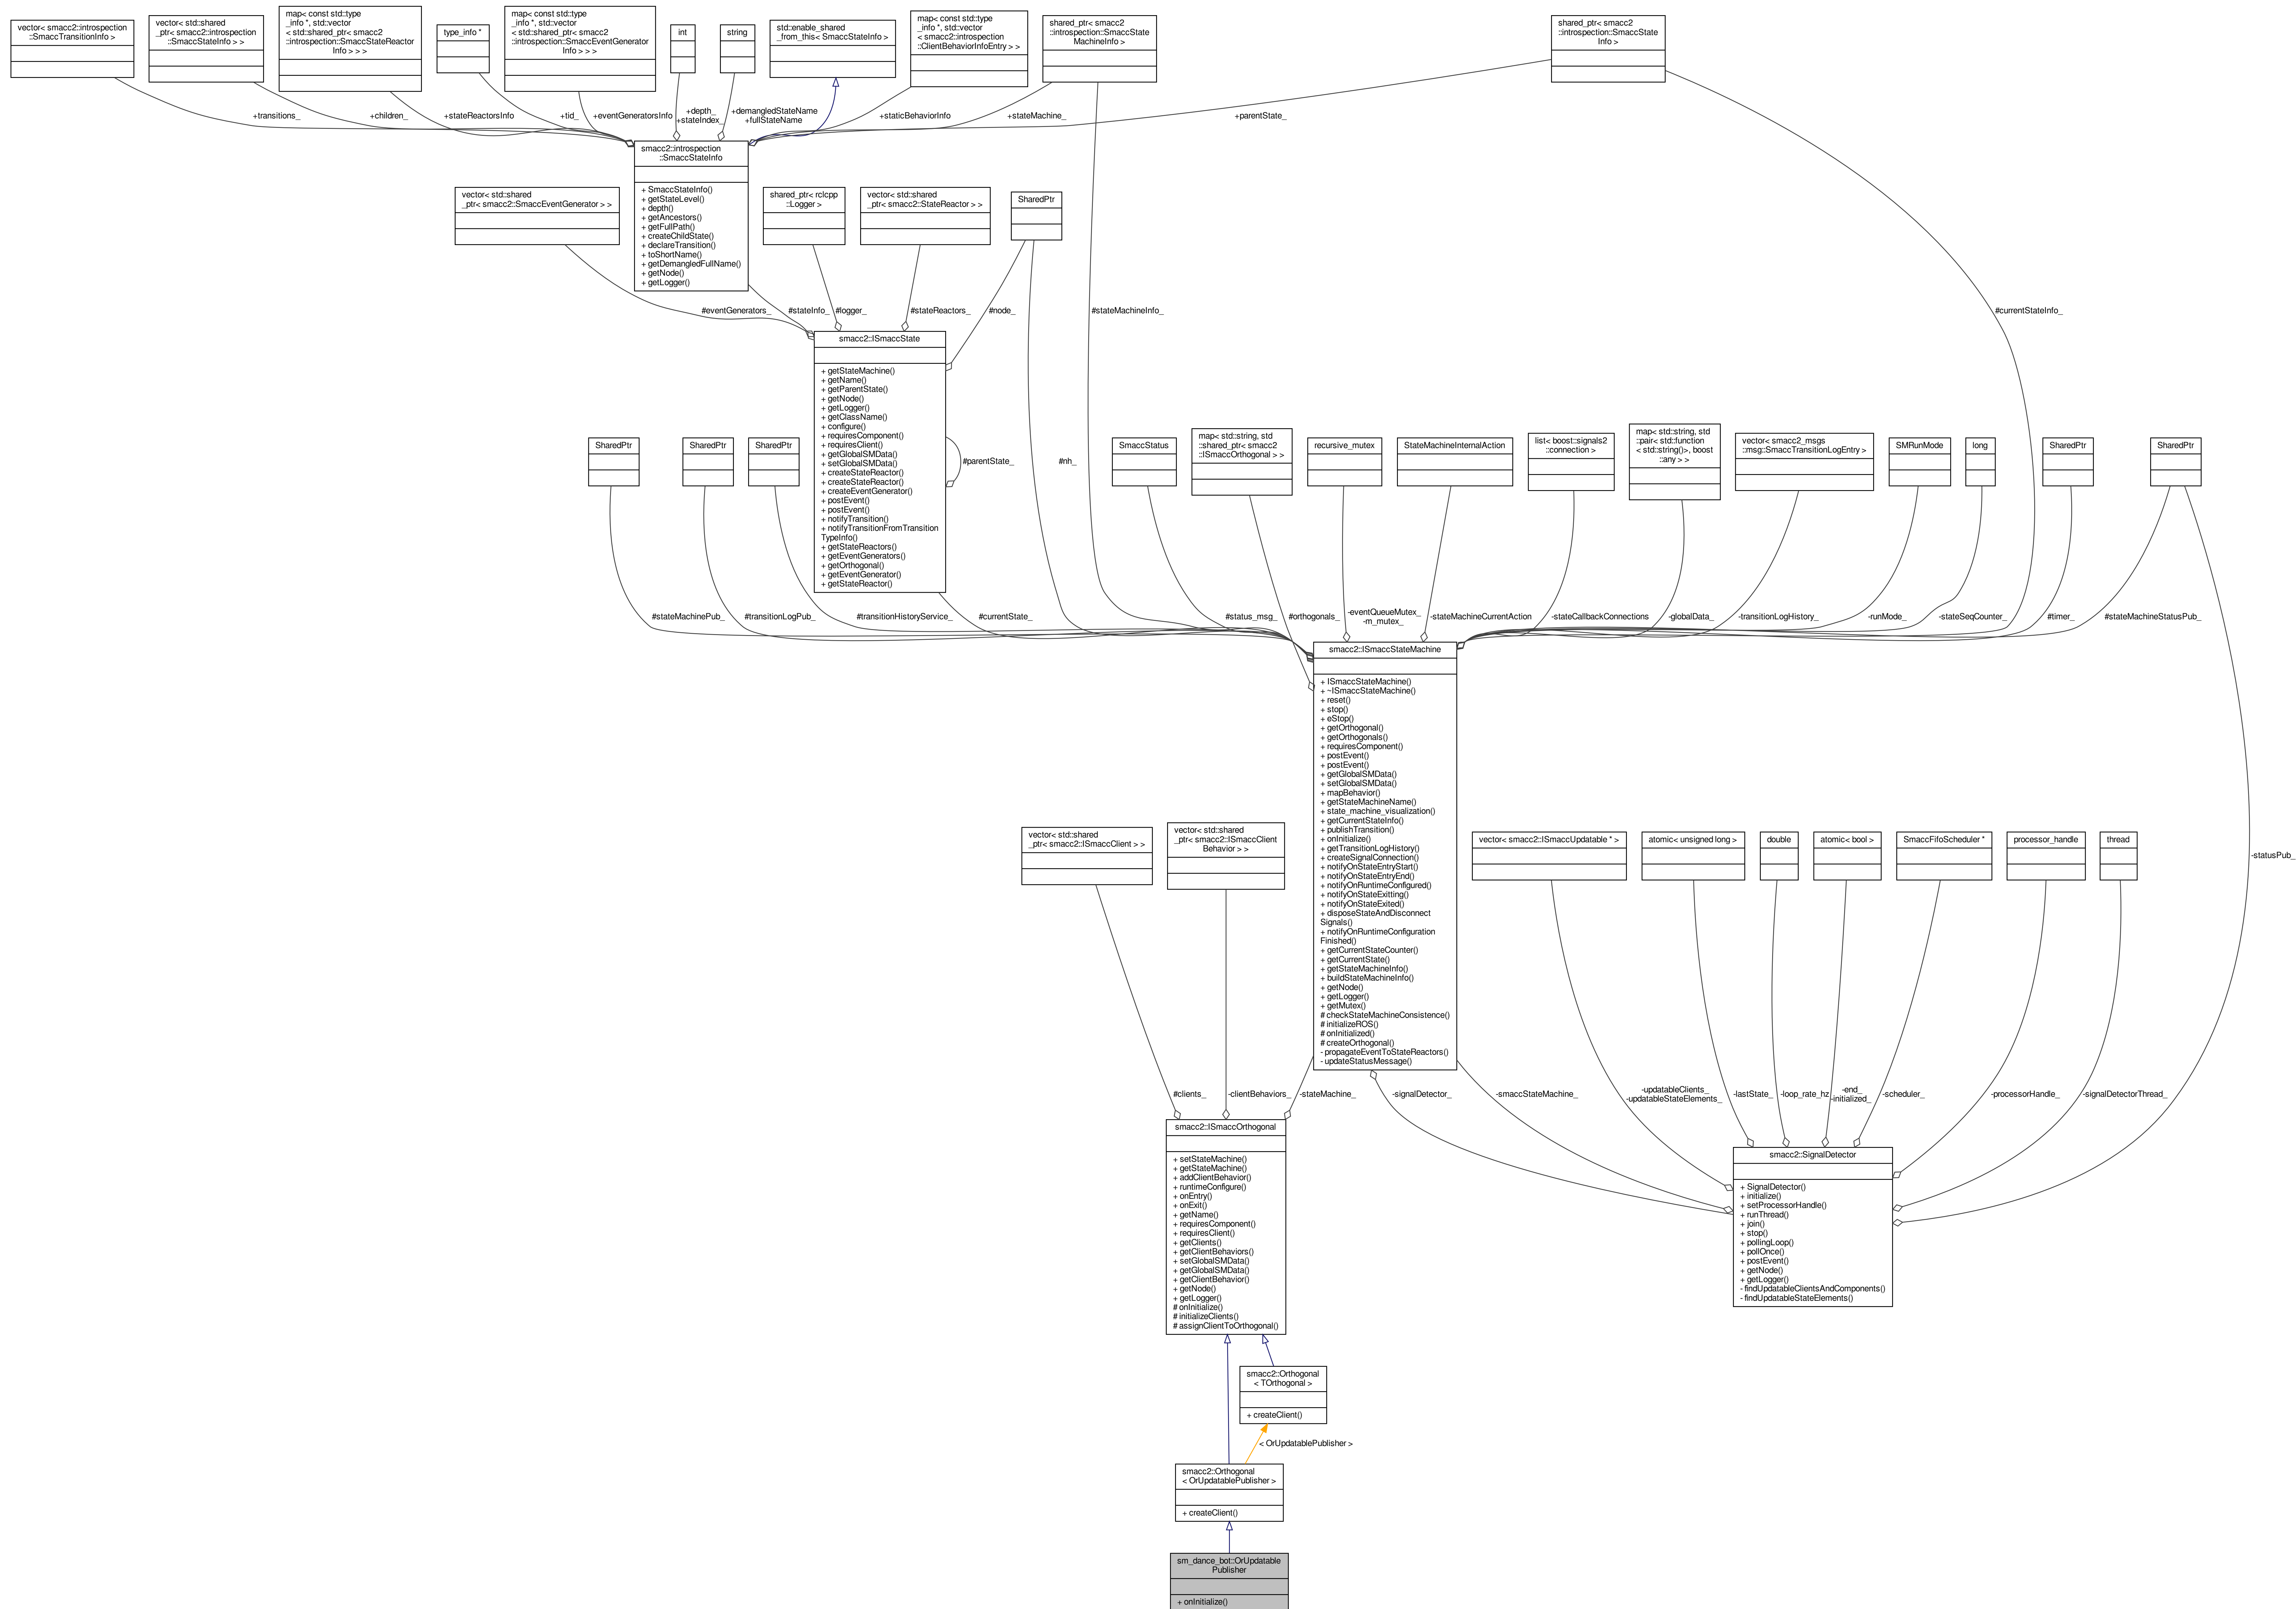 vector< smacc2::introspection
::SmaccTransitionInfo >
vector< std::shared
_ptr< smacc2::introspection
::SmaccStateInfo > >
map< const std::type
_info *, std::vector
< std::shared_ptr< smacc2
::introspection::SmaccStateReactor
Info > > >
type_info *
map< const std::type
_info *, std::vector
< std::shared_ptr< smacc2
::introspection::SmaccEventGenerator
Info > > >
int
string
std::enable_shared
_from_this< SmaccStateInfo >
map< const std::type
_info *, std::vector
< smacc2::introspection
::ClientBehaviorInfoEntry > >
shared_ptr< smacc2
::introspection::SmaccState
MachineInfo >
shared_ptr< smacc2
::introspection::SmaccState
Info >
+transitions_
+children_
+stateReactorsInfo
+tid_
+eventGeneratorsInfo
+depth_
+stateIndex_
+demangledStateName
+fullStateName
+staticBehaviorInfo
+stateMachine_
+parentState_
smacc2::introspection
::SmaccStateInfo
+ SmaccStateInfo()
+ getStateLevel()
+ depth()
+ getAncestors()
+ getFullPath()
+ createChildState()
+ declareTransition()
+ toShortName()
+ getDemangledFullName()
+ getNode()
+ getLogger()
vector< std::shared
_ptr< smacc2::SmaccEventGenerator > >
shared_ptr< rclcpp
::Logger >
vector< std::shared
_ptr< smacc2::StateReactor > >
SharedPtr
#eventGenerators_
#stateInfo_
#logger_
#stateReactors_
#node_
#stateMachineInfo_
#currentStateInfo_
smacc2::ISmaccState
+ getStateMachine()
+ getName()
+ getParentState()
+ getNode()
+ getLogger()
+ getClassName()
+ configure()
+ requiresComponent()
+ requiresClient()
+ getGlobalSMData()
+ setGlobalSMData()
+ createStateReactor()
+ createStateReactor()
+ createEventGenerator()
+ postEvent()
+ postEvent()
+ notifyTransition()
+ notifyTransitionFromTransition
TypeInfo()
+ getStateReactors()
+ getEventGenerators()
+ getOrthogonal()
+ getEventGenerator()
+ getStateReactor()
#parentState_
#nh_
SharedPtr
SharedPtr
SharedPtr
SmaccStatus
map< std::string, std
::shared_ptr< smacc2
::ISmaccOrthogonal > >
recursive_mutex
StateMachineInternalAction
list< boost::signals2
::connection >
map< std::string, std
::pair< std::function
< std::string()>, boost
::any > >
vector< smacc2_msgs
::msg::SmaccTransitionLogEntry >
SMRunMode
long
SharedPtr
SharedPtr
#stateMachinePub_
#transitionLogPub_
#transitionHistoryService_
#currentState_
#status_msg_
#orthogonals_
-eventQueueMutex_
-m_mutex_
-stateMachineCurrentAction
-stateCallbackConnections
-globalData_
-transitionLogHistory_
-runMode_
-stateSeqCounter_
#timer_
#stateMachineStatusPub_
smacc2::ISmaccStateMachine
+ ISmaccStateMachine()
+ ~ISmaccStateMachine()
+ reset()
+ stop()
+ eStop()
+ getOrthogonal()
+ getOrthogonals()
+ requiresComponent()
+ postEvent()
+ postEvent()
+ getGlobalSMData()
+ setGlobalSMData()
+ mapBehavior()
+ getStateMachineName()
+ state_machine_visualization()
+ getCurrentStateInfo()
+ publishTransition()
+ onInitialize()
+ getTransitionLogHistory()
+ createSignalConnection()
+ notifyOnStateEntryStart()
+ notifyOnStateEntryEnd()
+ notifyOnRuntimeConfigured()
+ notifyOnStateExitting()
+ notifyOnStateExited()
+ disposeStateAndDisconnect
Signals()
+ notifyOnRuntimeConfiguration
Finished()
+ getCurrentStateCounter()
+ getCurrentState()
+ getStateMachineInfo()
+ buildStateMachineInfo()
+ getNode()
+ getLogger()
+ getMutex()
# checkStateMachineConsistence()
# initializeROS()
# onInitialized()
# createOrthogonal()
- propagateEventToStateReactors()
- updateStatusMessage()
vector< std::shared
_ptr< smacc2::ISmaccClient > >
vector< std::shared
_ptr< smacc2::ISmaccClient
Behavior > >
vector< smacc2::ISmaccUpdatable * >
atomic< unsigned long >
double
atomic< bool >
SmaccFifoScheduler *
processor_handle
thread
-statusPub_
#clients_
-clientBehaviors_
-stateMachine_
-signalDetector_
-smaccStateMachine_
-updatableClients_
-updatableStateElements_
-lastState_
-loop_rate_hz
-end_
-initialized_
-scheduler_
-processorHandle_
-signalDetectorThread_
smacc2::ISmaccOrthogonal
+ setStateMachine()
+ getStateMachine()
+ addClientBehavior()
+ runtimeConfigure()
+ onEntry()
+ onExit()
+ getName()
+ requiresComponent()
+ requiresClient()
+ getClients()
+ getClientBehaviors()
+ setGlobalSMData()
+ getGlobalSMData()
+ getClientBehavior()
+ getNode()
+ getLogger()
# onInitialize()
# initializeClients()
# assignClientToOrthogonal()
smacc2::SignalDetector
+ SignalDetector()
+ initialize()
+ setProcessorHandle()
+ runThread()
+ join()
+ stop()
+ pollingLoop()
+ pollOnce()
+ postEvent()
+ getNode()
+ getLogger()
- findUpdatableClientsAndComponents()
- findUpdatableStateElements()
smacc2::Orthogonal
< TOrthogonal >
+ createClient()
< OrUpdatablePublisher >
smacc2::Orthogonal
< OrUpdatablePublisher >
+ createClient()
sm_dance_bot::OrUpdatable
Publisher
+ onInitialize()